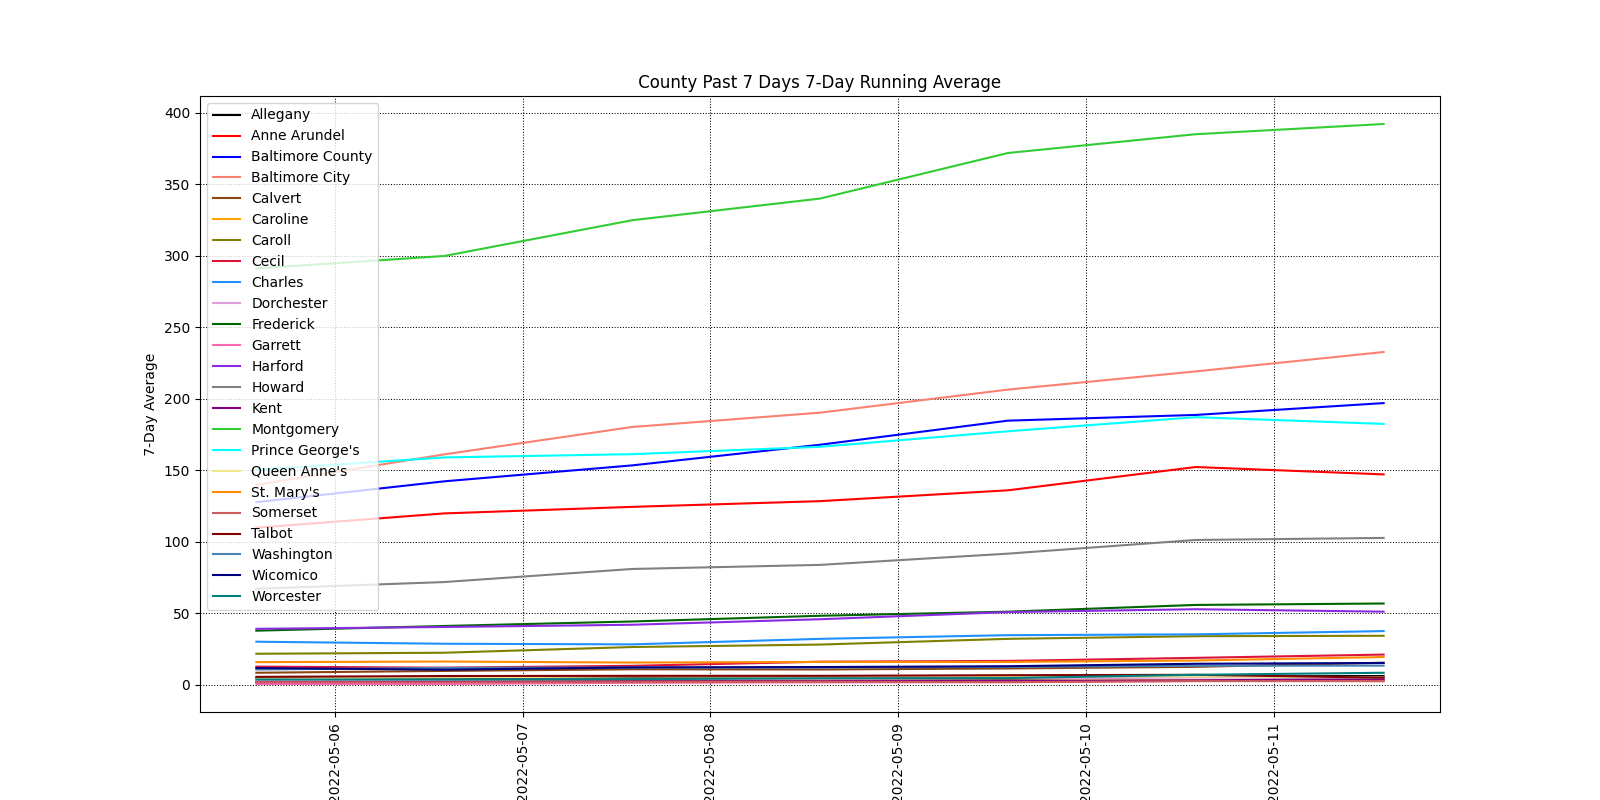 County Past 7 Days 7-Day Running Average
7-Day Average
400
350
300
250
200
150
100
50
0
Allegany
Anne Arundel
Baltimore County
Baltimore City
Calvert
Caroline
Caroll
Cecil
Charles
Dorchester
Frederick
Garrett
Harford
Howard
Kent
Montgomery
Prince George's
Queen Anne's
St. Mary's
Somerset
Talbot
Washington
Wicomico
Worcester
2022-05-06
2022-05-07
2022-05-08
2022-05-09
2022-05-10
2022-05-11